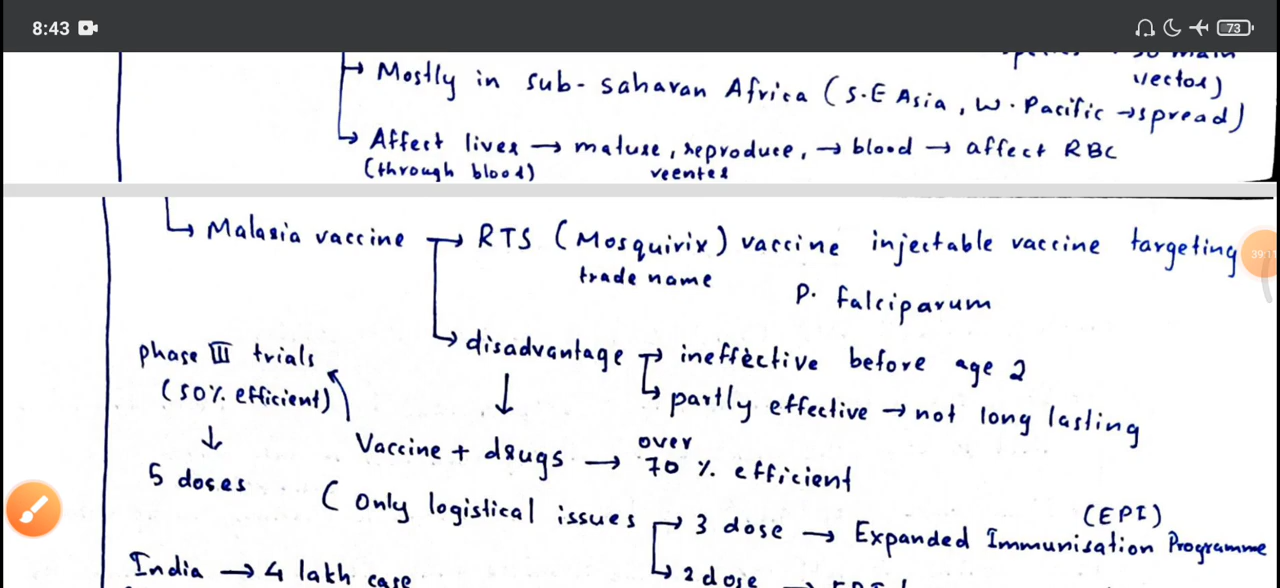 8:43
73
vector)
↳ Mostly in sub-saharan Africa (S.E Asia, W. Pacific → spread)
↳ Affect liver → mature, reproduce, → blood → affect RBC
(through blood)
↳ Malaria vaccine → RTS (Mosquirix) vaccine injectable vaccine targeting
trade name
P. falciparum
↳ disadvantage → ineffective before age 2
↳ partly effective → not long lasting
phase III trials
(50% efficient)
↓
5 doses
↓
Vaccine + drugs → over 70 % efficient
(Only logistical issues → 3 dose → Expanded Immunisation Programme
(EPI)
↳ 2 dose →
India → 4 lakh case